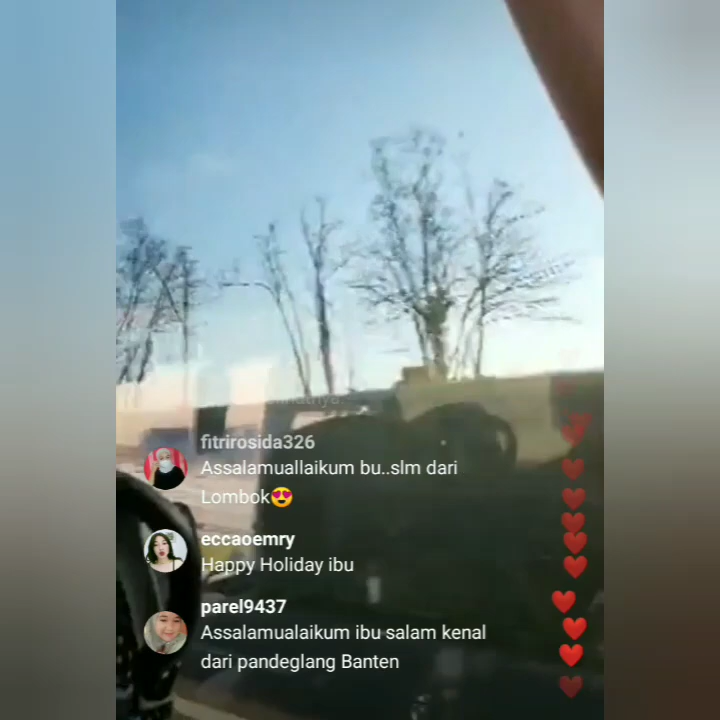 fitrirosida326
Assalamuallaikum bu..slm dari
Lombok😍
eccaoemry
Happy Holiday ibu
parel9437
Assalamualaikum ibu salam kenal
dari pandeglang Banten